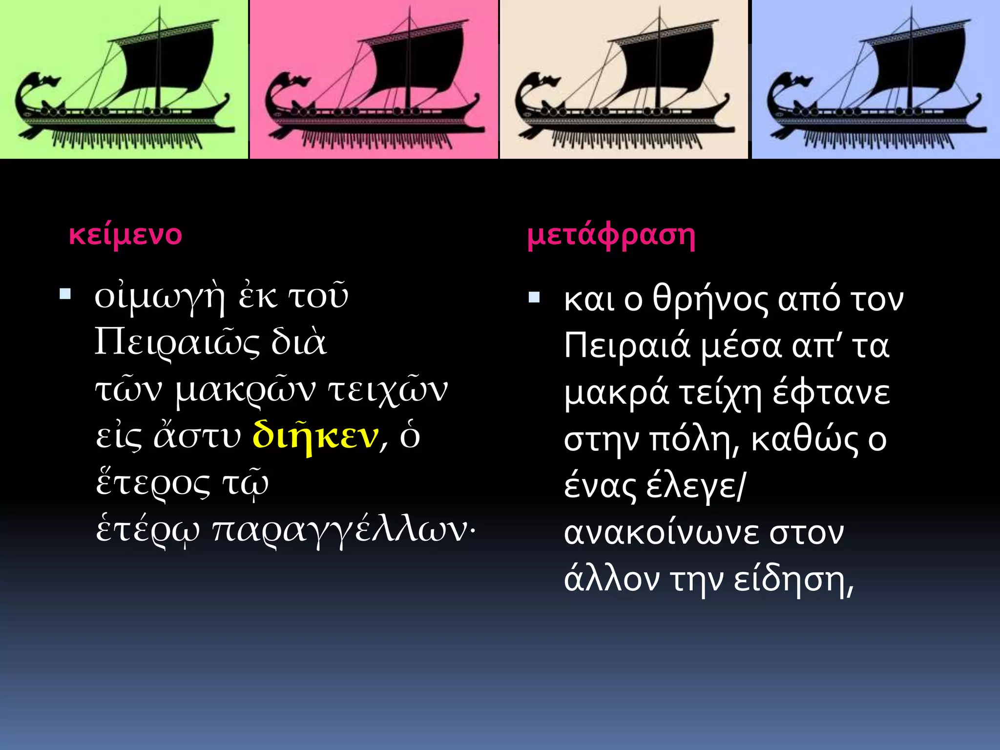 κείμενο
οἰμωγὴ ἐκ τοῦ
Πειραιῶς διὰ
τῶν μακρῶν τειχῶν
εἰς ἄστυ διῆκεν, ὁ
ἕτερος τῷ
ἑτέρῳ παραγγέλλων·
μετάφραση
και ο θρήνος από τον
Πειραιά μέσα απ’ τα
μακρά τείχη έφτανε
στην πόλη, καθώς ο
ένας έλεγε/
ανακοίνωνε στον
άλλον την είδηση,